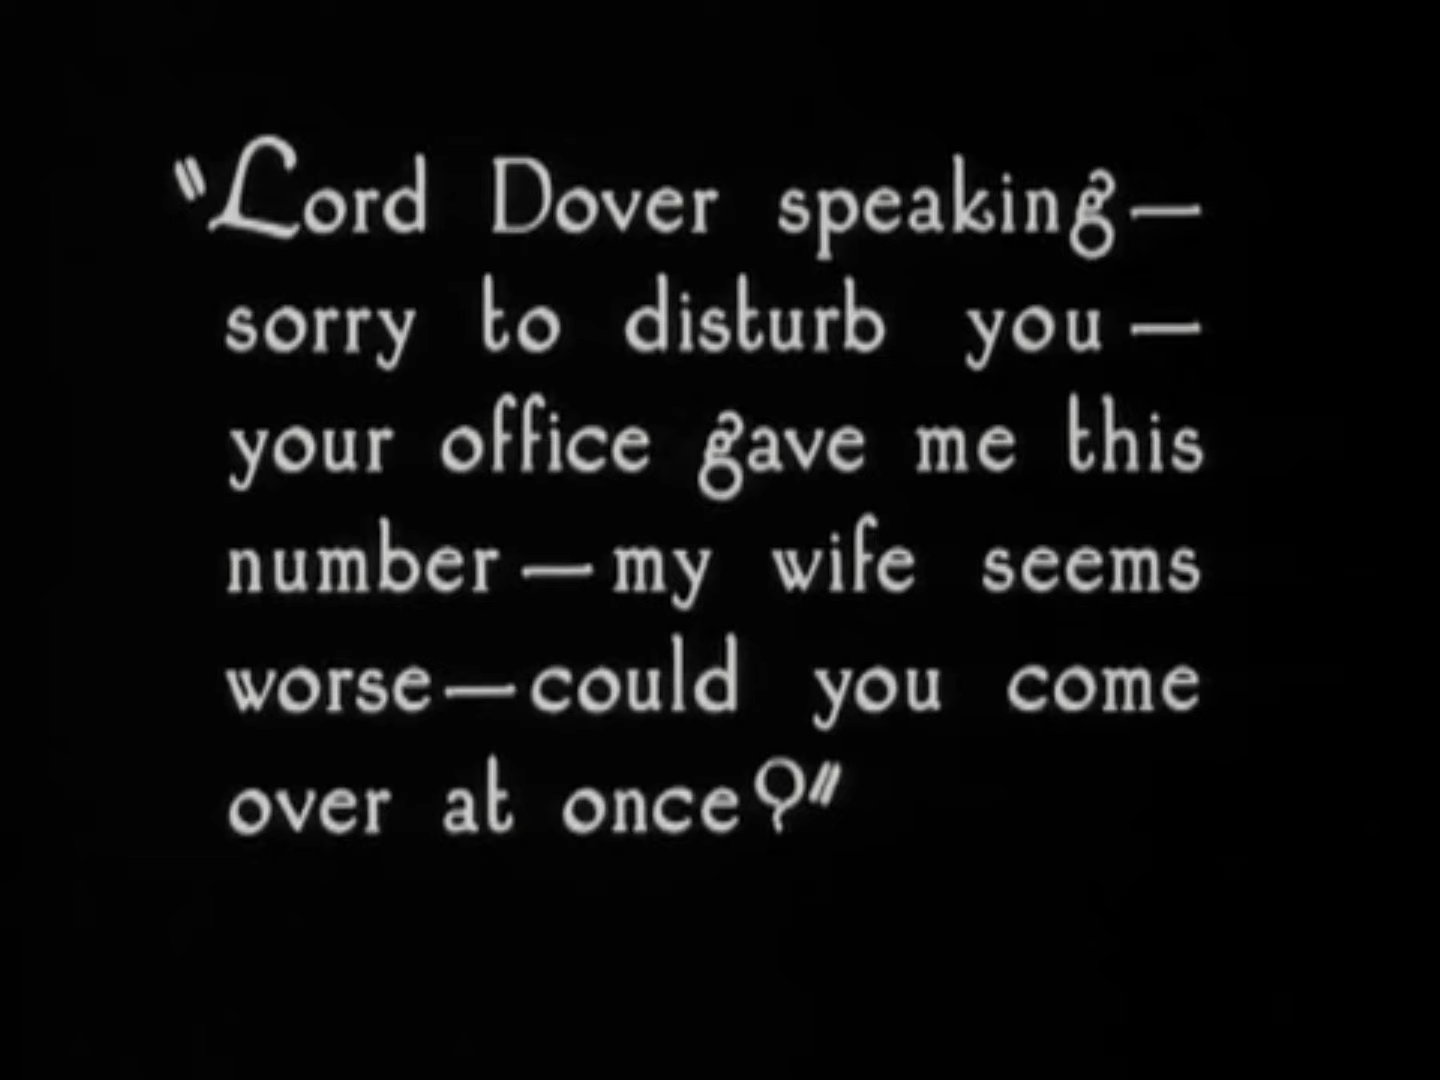 "Lord Dover speaking—
sorry to disturb you—
your office gave me this
number—my wife seems
worse—could you come
over at once?"